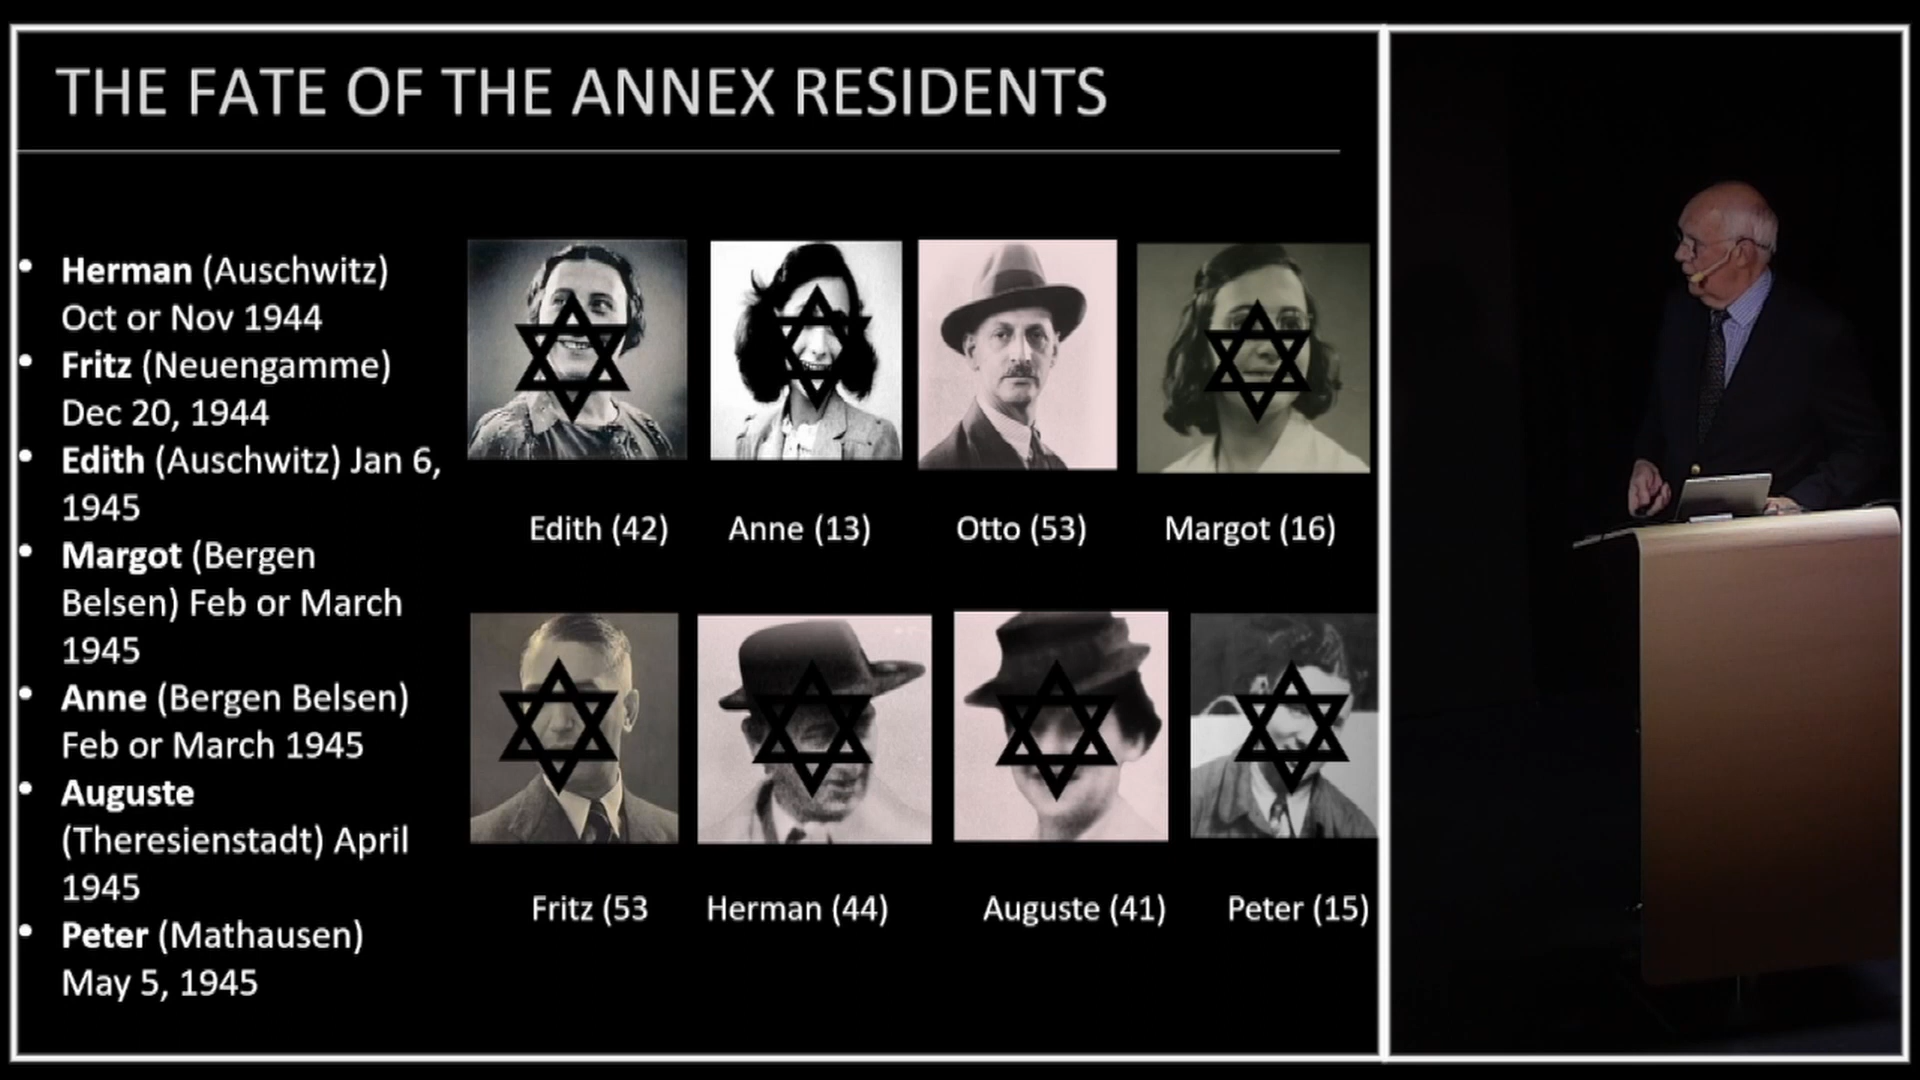 THE FATE OF THE ANNEX RESIDENTS
Herman (Auschwitz)
Oct or Nov 1944
Fritz (Neuengamme)
Dec 20, 1944
Edith (Auschwitz) Jan 6,
1945
Margot (Bergen
Belsen) Feb or March
1945
Anne (Bergen Belsen)
Feb or March 1945
Auguste
(Theresienstadt) April
1945
Peter (Mathausen)
May 5, 1945
Edith (42)
Anne (13)
Otto (53)
Margot (16)
Fritz (53
Herman (44)
Auguste (41)
Peter (15)